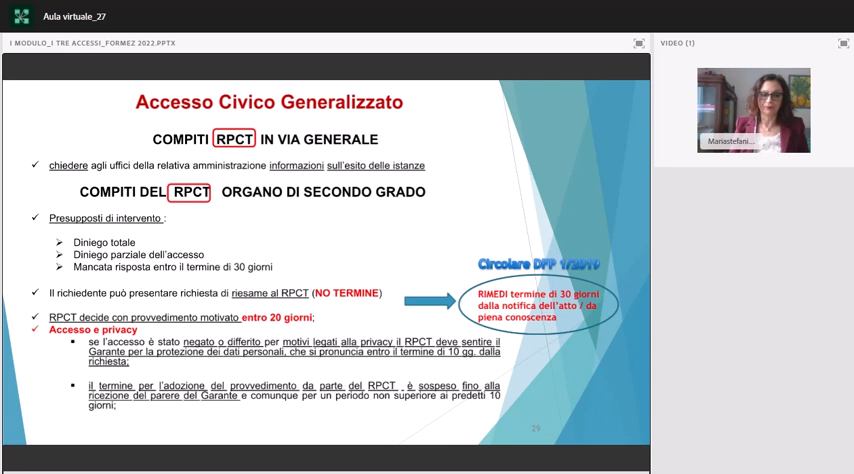 Aula virtuale_27
I MODULO_I TRE ACCESSI_FORMEZ 2022.PPTX
VIDEO (1)
Accesso Civico Generalizzato
COMPITI RPCT IN VIA GENERALE
chiedere agli uffici della relativa amministrazione informazioni sull'esito delle istanze
COMPITI DEL RPCT ORGANO DI SECONDO GRADO
Presupposti di intervento :
Diniego totale
Diniego parziale dell'accesso
Mancata risposta entro il termine di 30 giorni
Il richiedente può presentare richiesta di riesame al RPCT (NO TERMINE)
RPCT decide con provvedimento motivato entro 20 giorni;
Accesso e privacy
se l'accesso è stato negato o differito per motivi legati alla privacy il RPCT deve sentire il
Garante per la protezione dei dati personali, che si pronuncia entro il termine di 10 gg. dalla
richiesta;
il termine per l'adozione del provvedimento da parte del RPCT è sospeso fino alla
ricezione del parere del Garante e comunque per un periodo non superiore ai predetti 10
giorni;
Circolare DFP 1/2019
RIMEDI termine di 30 giorni
dalla notifica dell'atto / da
piena conoscenza
29
Mariastefani...